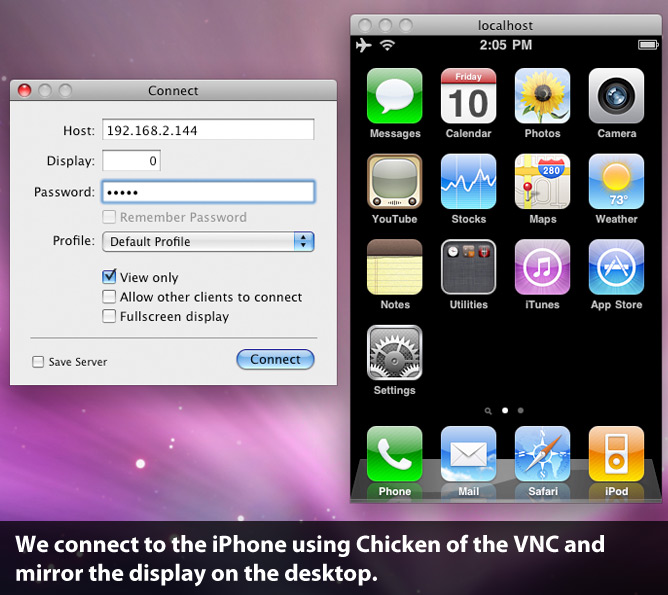 Connect
Host: 192.168.2.144
Display: 0
Password: •••••
Remember Password
Profile: Default Profile
View only
Allow other clients to connect
Fullscreen display
Save Server
Connect
localhost
2:05 PM
Friday
10
Messages Calendar Photos Camera
280
73°
YouTube Stocks Maps Weather
Notes Utilities iTunes App Store
Settings
Phone Mail Safari iPod
We connect to the iPhone using Chicken of the VNC and
mirror the display on the desktop.